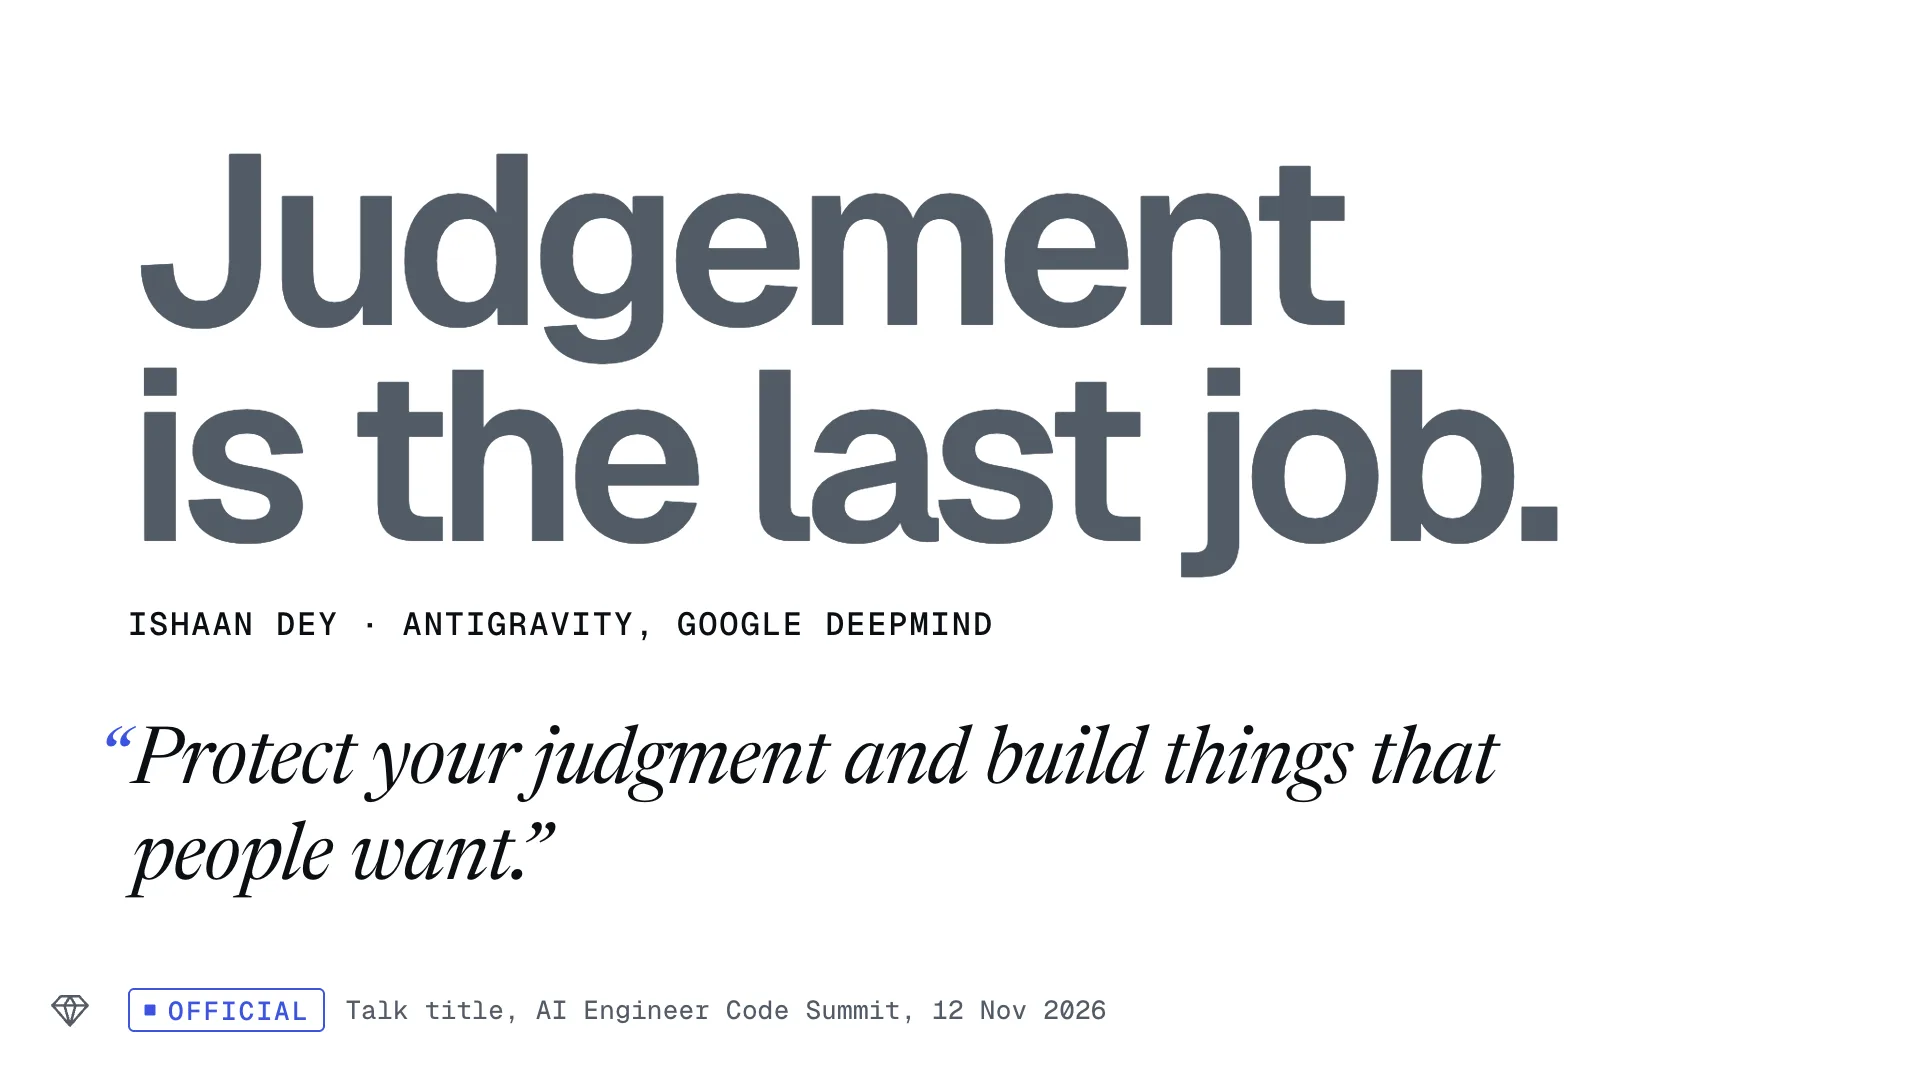 Judgement
is the last job.
ISHAAN DEY · ANTIGRAVITY, GOOGLE DEEPMIND
“Protect your judgment and build things that
people want.”
OFFICIAL Talk title, AI Engineer Code Summit, 12 Nov 2026